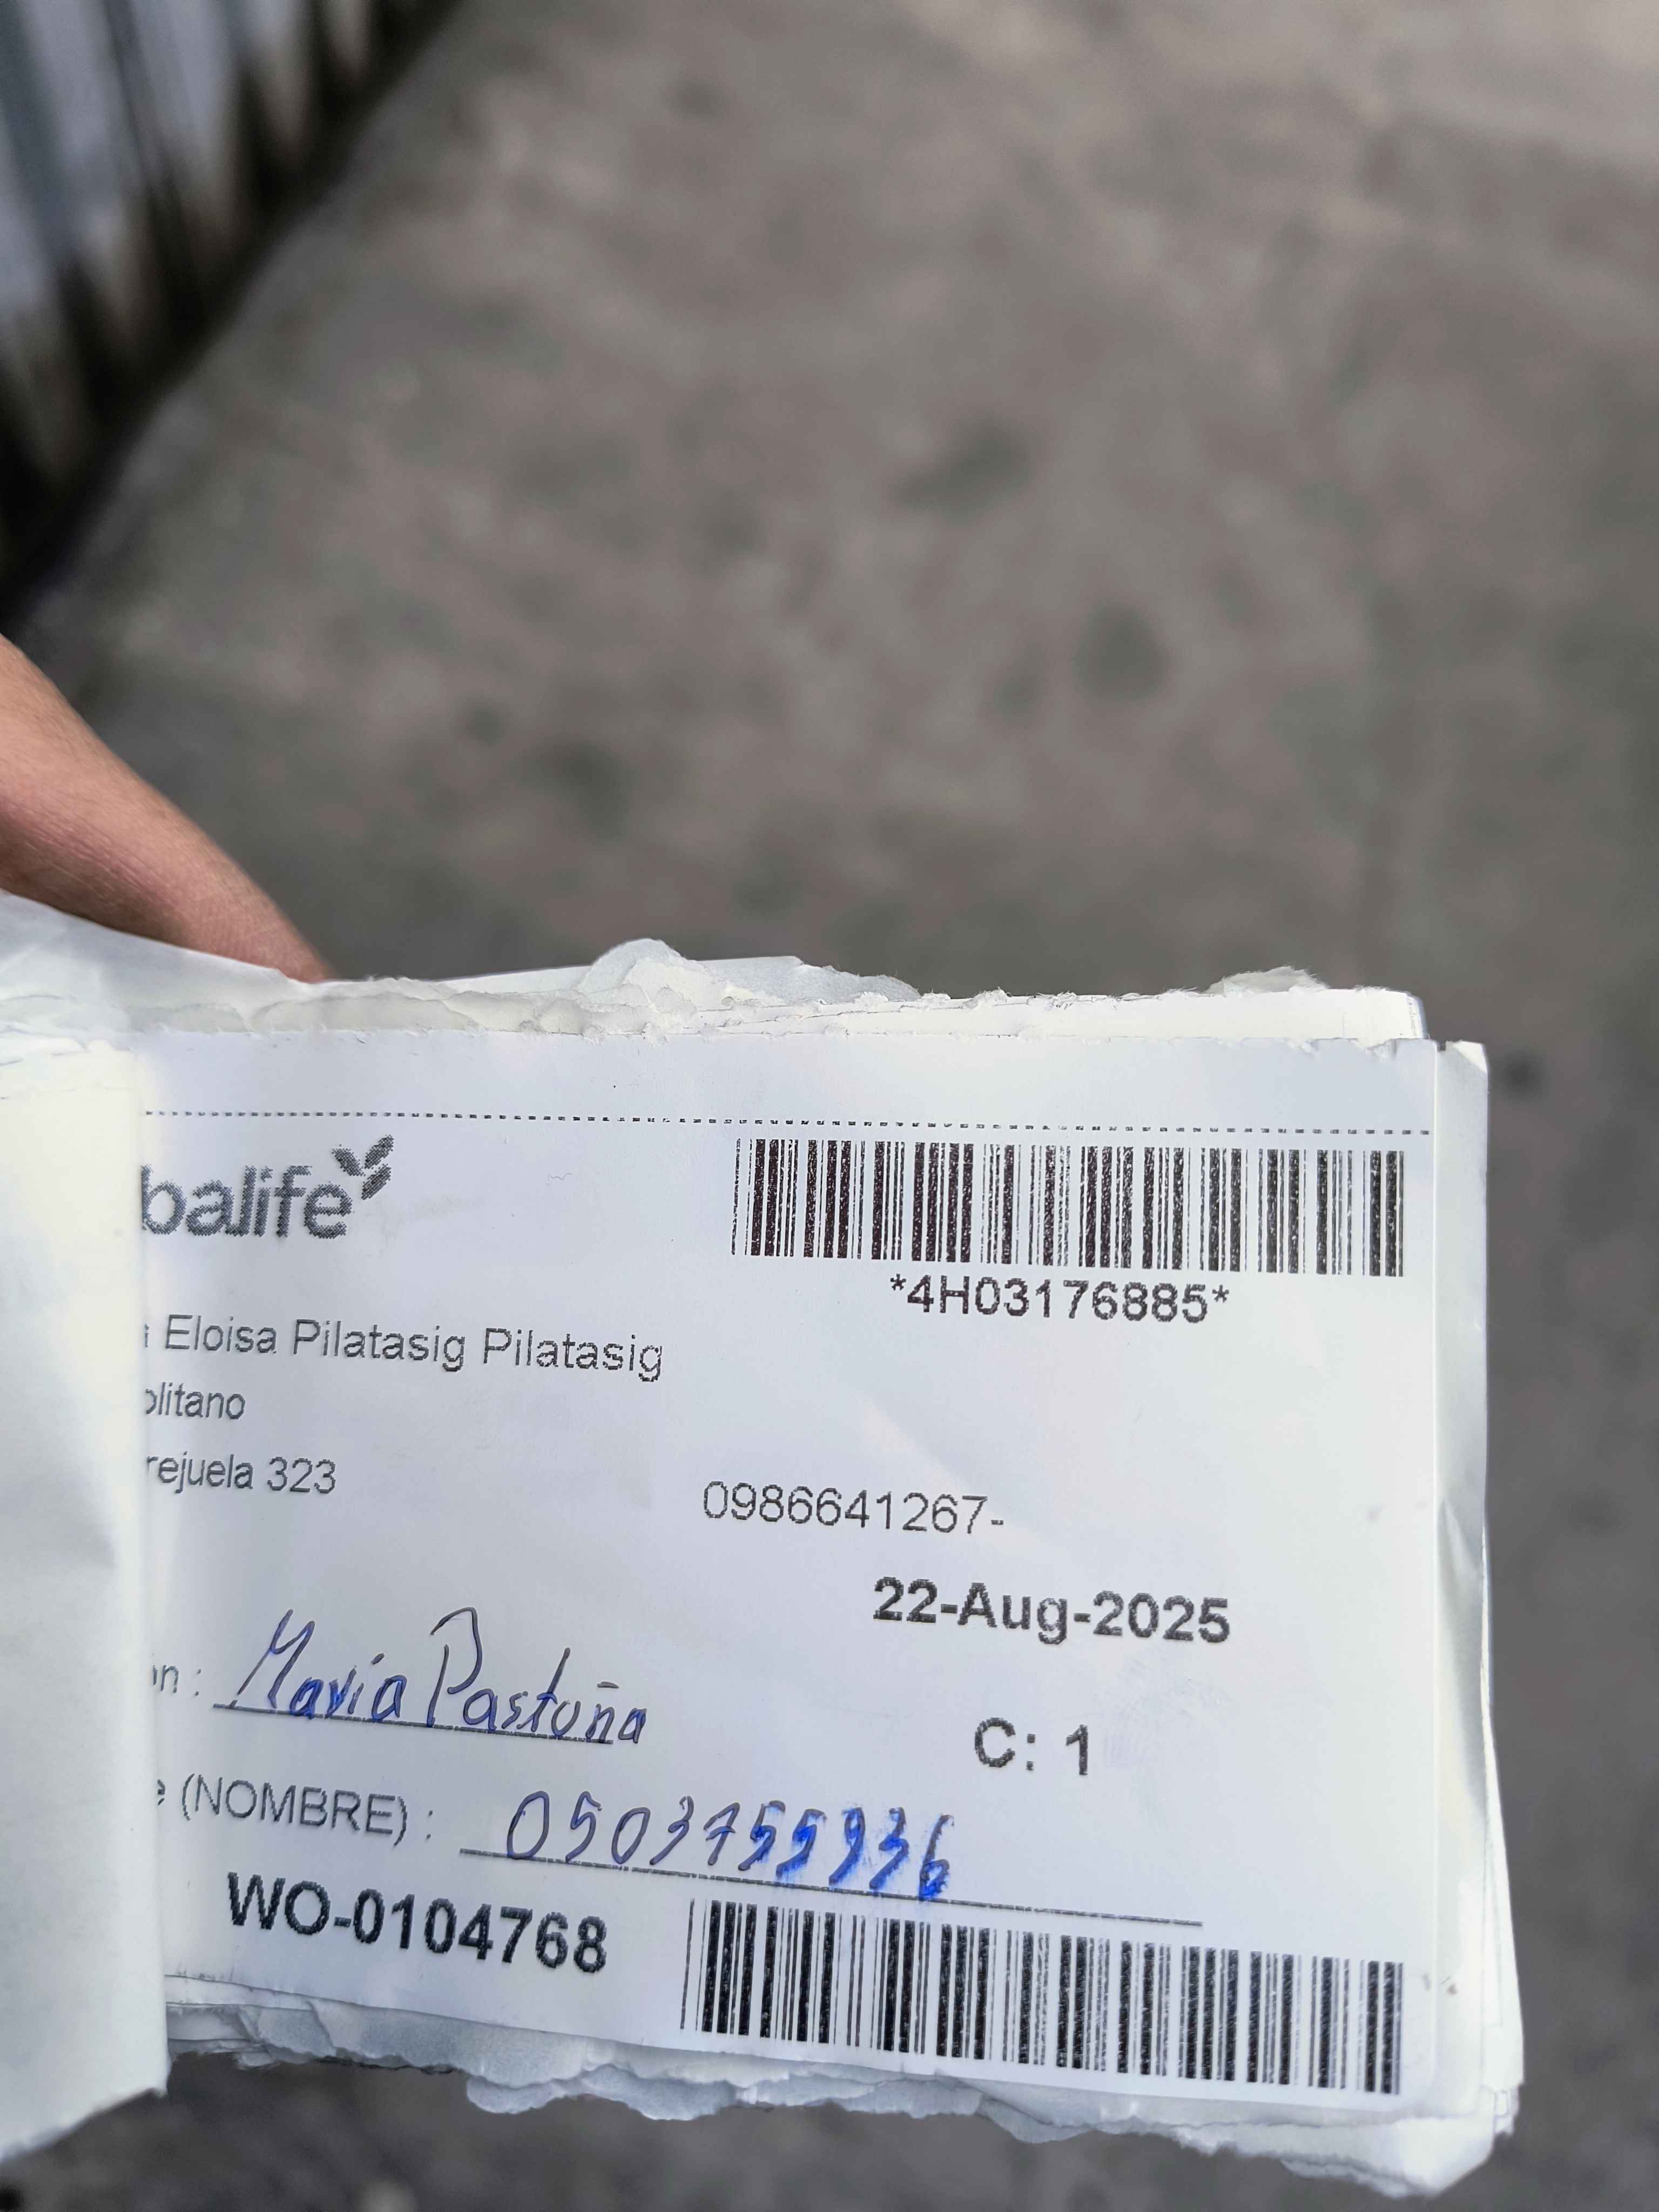 balife
*4H03176885*
Eloisa Pilatasig Pilatasig
olitano
rejuela 323
0986641267-
22-Aug-2025
on : María Pastuña
C: 1
e (NOMBRE) : 0503755936
WO-0104768